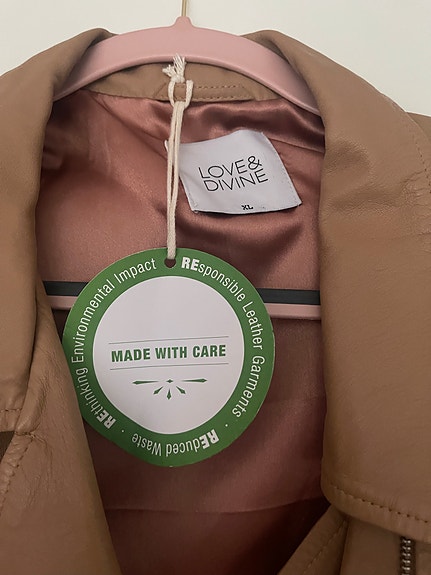 LOVE&
DIVINE
XL
REthinking Environmental Impact · REsponsible Leather Garments · REduced Waste ·
MADE WITH CARE